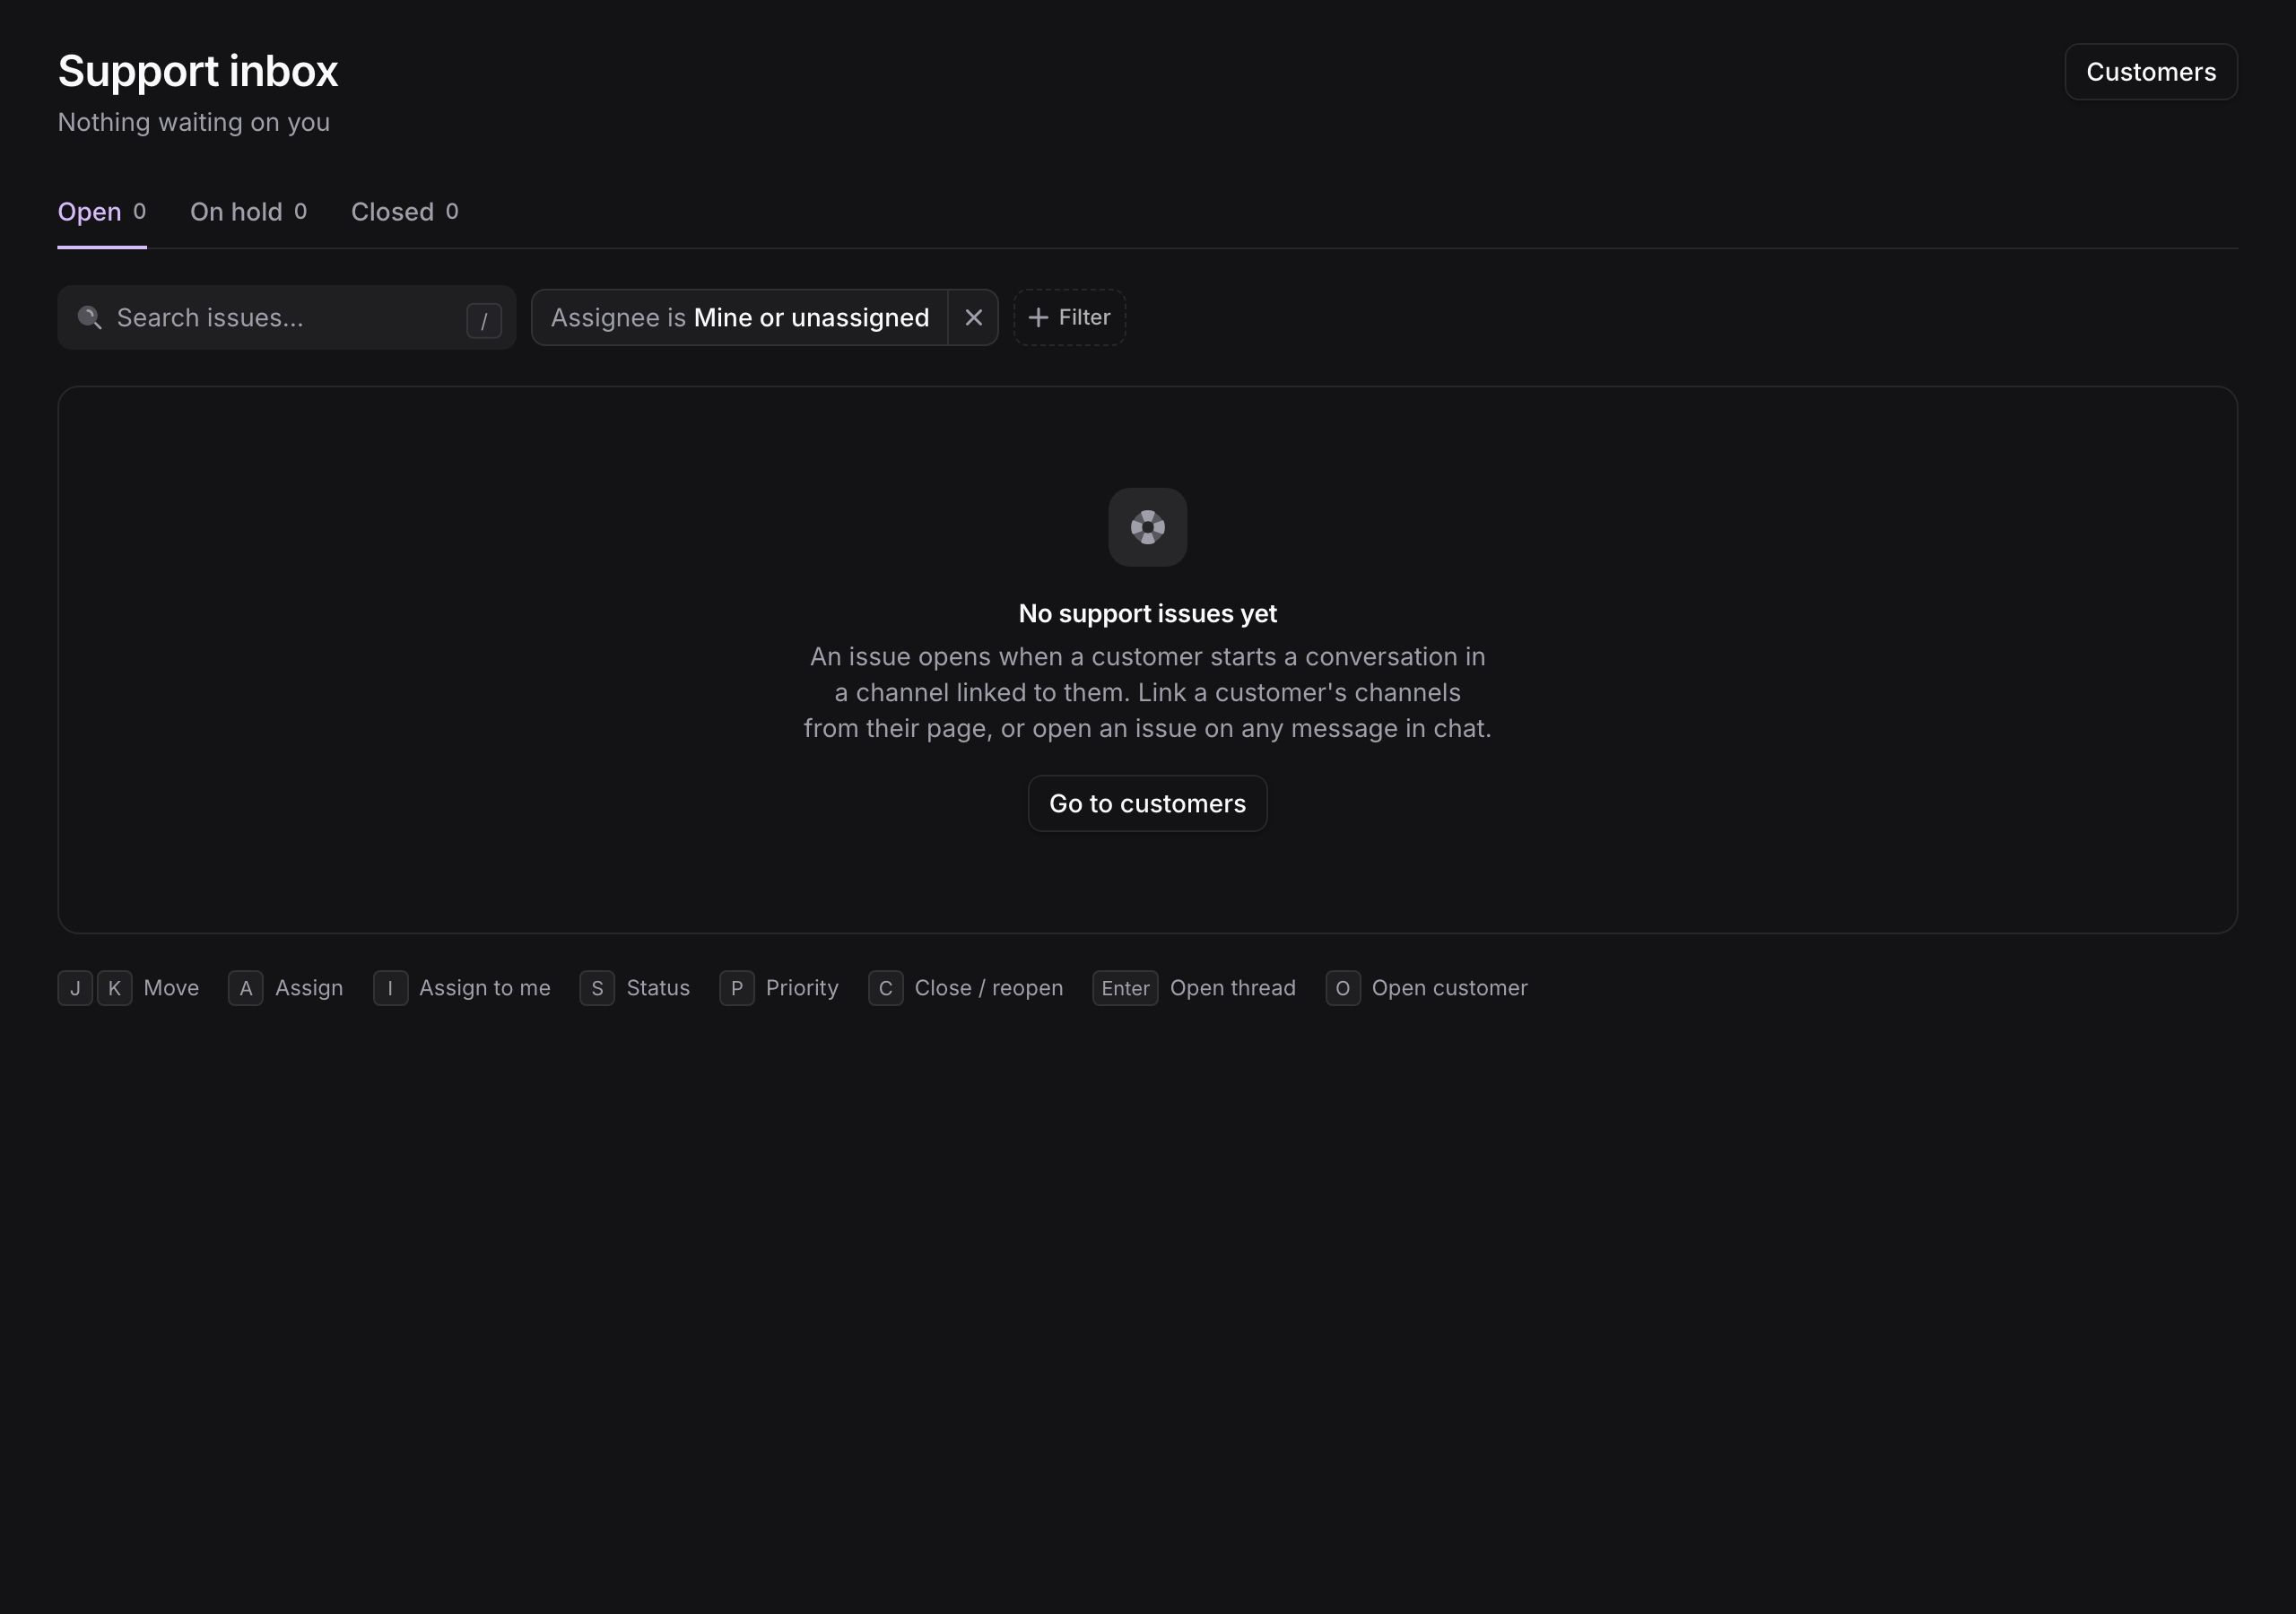 Support inbox
Customers
Nothing waiting on you
Open 0 On hold 0 Closed 0
Search issues... /
Assignee is Mine or unassigned
Filter
No support issues yet
An issue opens when a customer starts a conversation in
a channel linked to them. Link a customer's channels
from their page, or open an issue on any message in chat.
Go to customers
J K Move A Assign I Assign to me S Status P Priority C Close / reopen Enter Open thread O Open customer